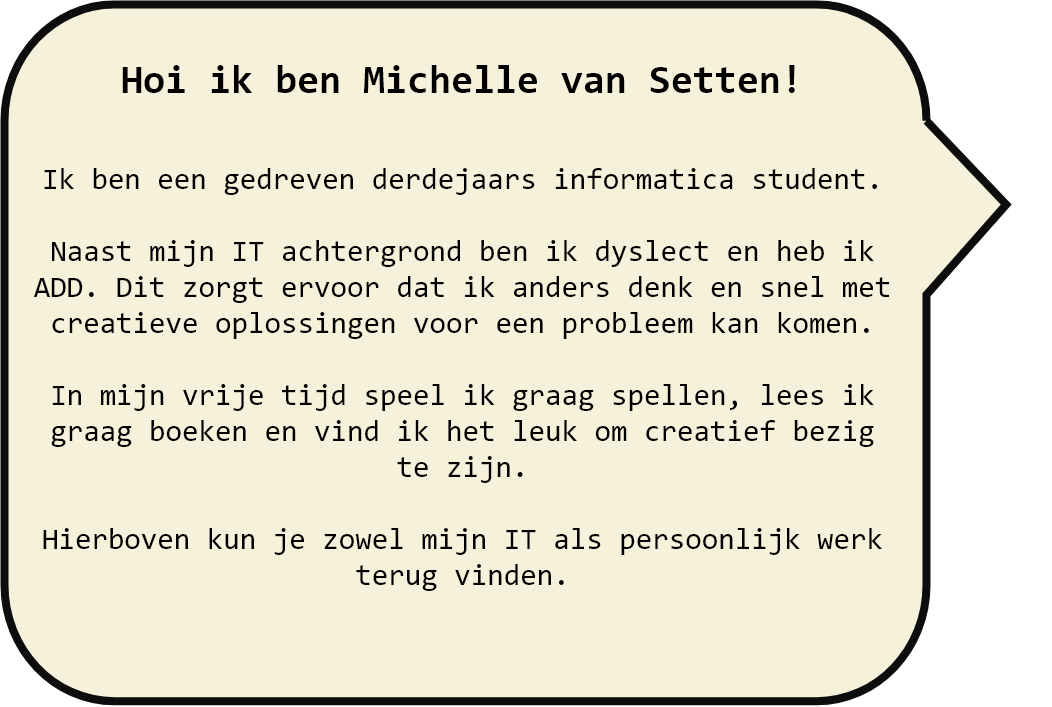 Hoi ik ben Michelle van Setten!
Ik ben een gedreven derdejaars informatica student.
Naast mijn IT achtergrond ben ik dyslect en heb ik
ADD. Dit zorgt ervoor dat ik anders denk en snel met
creatieve oplossingen voor een probleem kan komen.
In mijn vrije tijd speel ik graag spellen, lees ik
graag boeken en vind ik het leuk om creatief bezig
te zijn.
Hierboven kun je zowel mijn IT als persoonlijk werk
terug vinden.